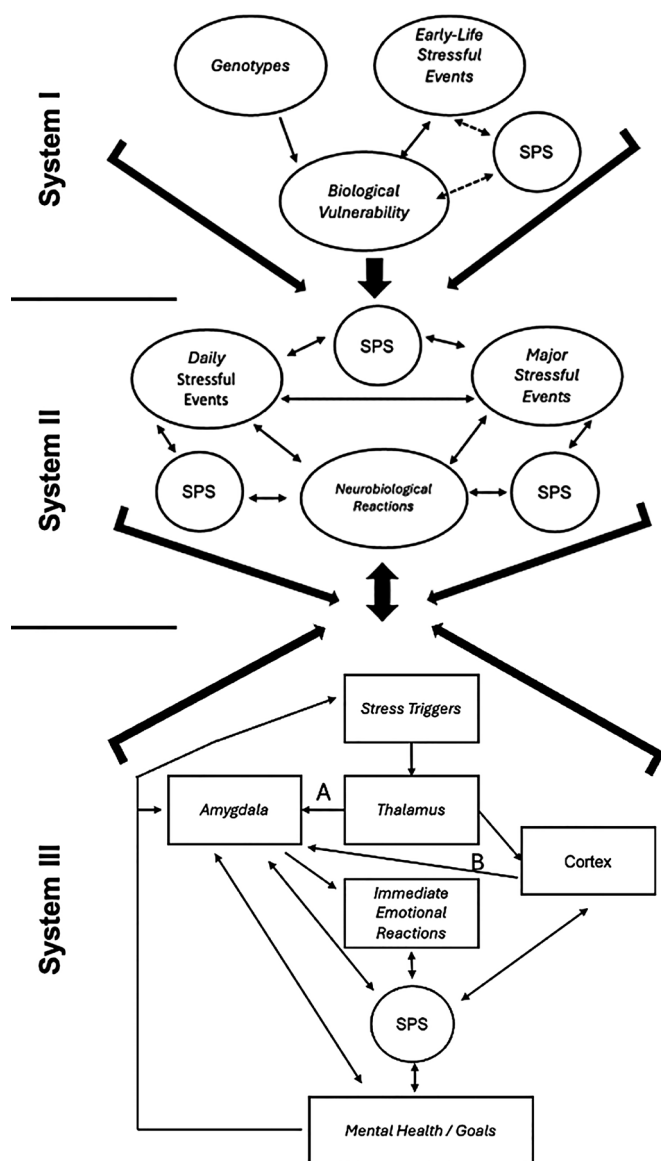 System I
Genotypes
Early-Life
Stressful
Events
SPS
Biological
Vulnerability
System II
SPS
Daily
Stressful
Events
Major
Stressful
Events
SPS
Neurobiological
Reactions
SPS
System III
Stress Triggers
Amygdala
A
Thalamus
B
Cortex
Immediate
Emotional
Reactions
SPS
Mental Health / Goals